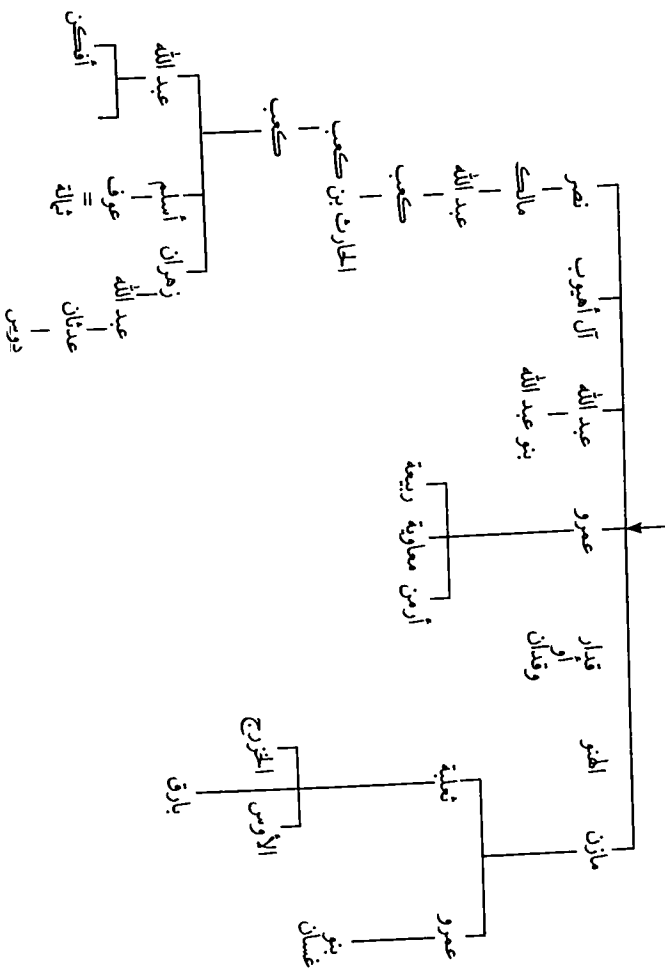 مازن
الهنو
قدار
أو
وقدان
عمرو
عبد الله
آل أهيوب
نصر
عمرو
بنو
غسان
ثعلبة
الأوس
الخزرج
بارق
أرمن معاوية ربيعة
بنو عبد الله
مالك
عبد الله
كعب
الحارث بن
كعب
كعب
زهران
أسلم
عبد الله
عبد الله
عدثان
دوس
عوف
=
ثمالة
أفكن